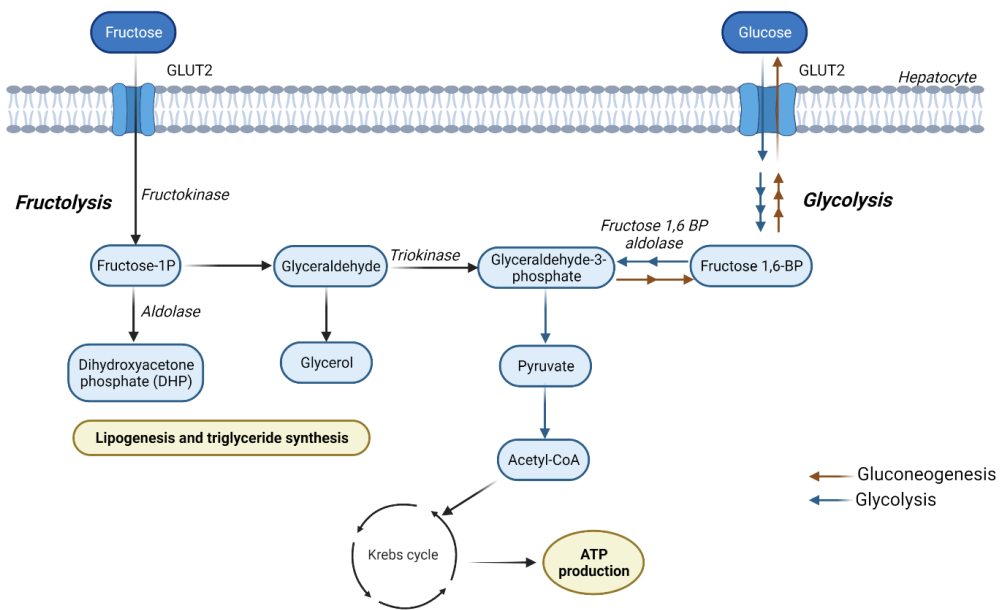 Fructose
Glucose
GLUT2
GLUT2
Hepatocyte
Fructolysis
Fructokinase
Glycolysis
Fructose 1,6 BP
aldolase
Fructose-1P
Glyceraldehyde
Triokinase
Glyceraldehyde-3-
phosphate
Fructose 1,6-BP
Aldolase
Dihydroxyacetone
phosphate (DHP)
Glycerol
Pyruvate
Lipogenesis and triglyceride synthesis
Acetyl-CoA
Gluconeogenesis
Glycolysis
Krebs cycle
ATP
production